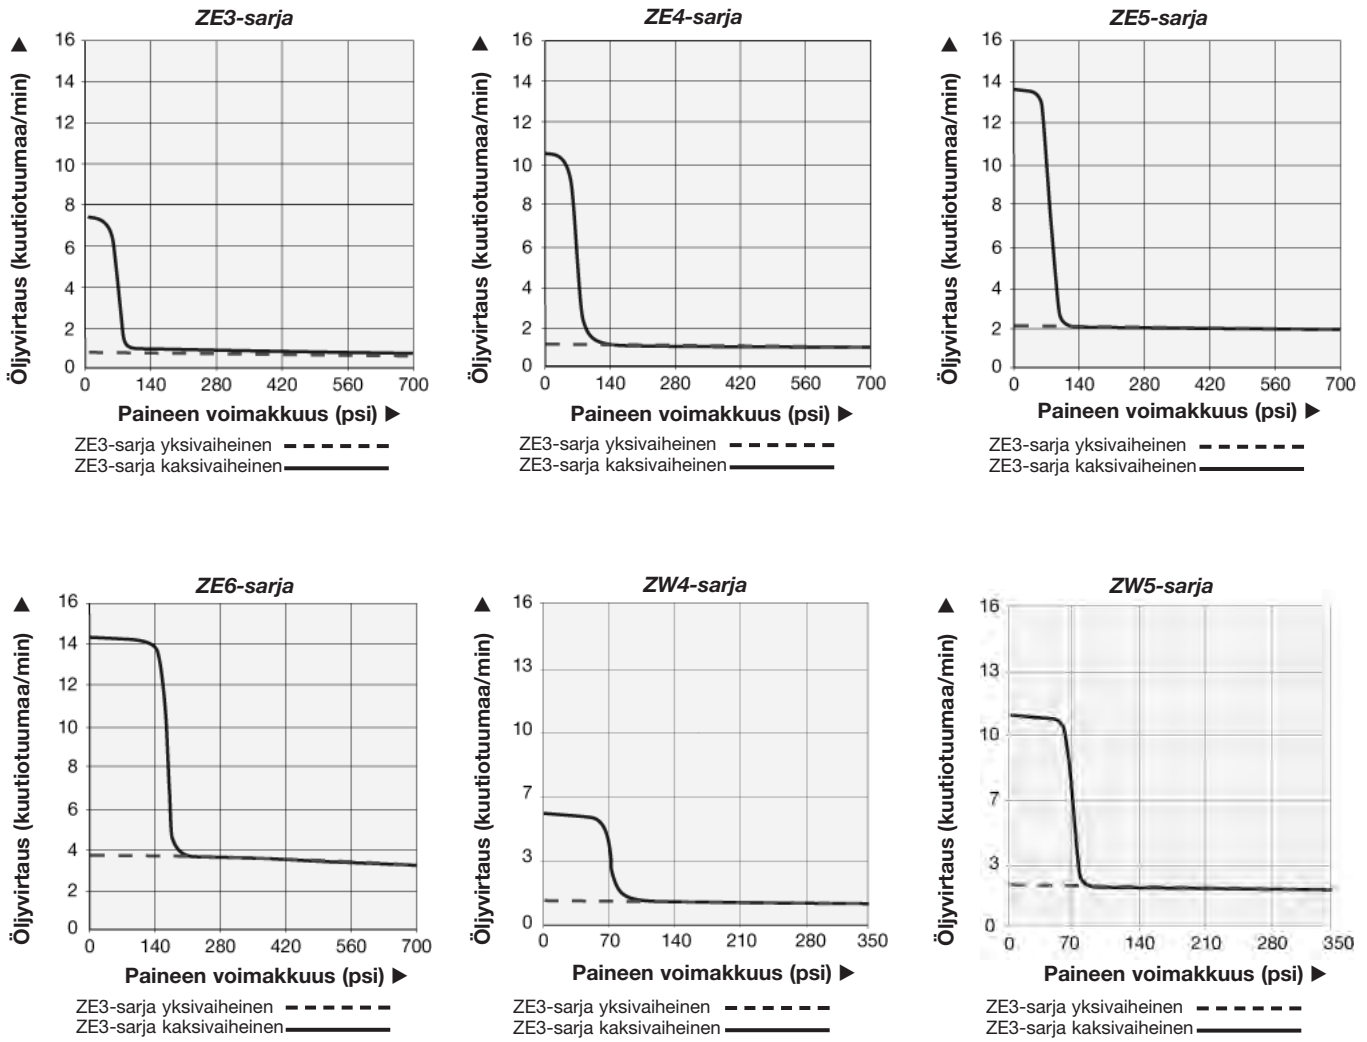 ZE3-sarja
▲
Öljyvirtaus (kuutiotuumaa/min)
16
14
12
10
8
6
4
2
0
0 140 280 420 560 700
Paineen voimakkuus (psi) ▶
ZE3-sarja yksivaiheinen
ZE3-sarja kaksivaiheinen
ZE4-sarja
▲
Öljyvirtaus (kuutiotuumaa/min)
16
14
12
10
8
6
4
2
0
0 140 280 420 560 700
Paineen voimakkuus (psi) ▶
ZE3-sarja yksivaiheinen
ZE3-sarja kaksivaiheinen
ZE5-sarja
▲
Öljyvirtaus (kuutiotuumaa/min)
16
14
12
10
8
6
4
2
0
0 140 280 420 560 700
Paineen voimakkuus (psi) ▶
ZE3-sarja yksivaiheinen
ZE3-sarja kaksivaiheinen
ZE6-sarja
▲
Öljyvirtaus (kuutiotuumaa/min)
16
14
12
10
8
6
4
2
0
0 140 280 420 560 700
Paineen voimakkuus (psi) ▶
ZE3-sarja yksivaiheinen
ZE3-sarja kaksivaiheinen
ZW4-sarja
▲
Öljyvirtaus (kuutiotuumaa/min)
16
13
10
7
3
0
0 70 140 210 280 350
Paineen voimakkuus (psi) ▶
ZE3-sarja yksivaiheinen
ZE3-sarja kaksivaiheinen
ZW5-sarja
▲
Öljyvirtaus (kuutiotuumaa/min)
16
13
10
7
3
0
0 70 140 210 280 350
Paineen voimakkuus (psi) ▶
ZE3-sarja yksivaiheinen
ZE3-sarja kaksivaiheinen